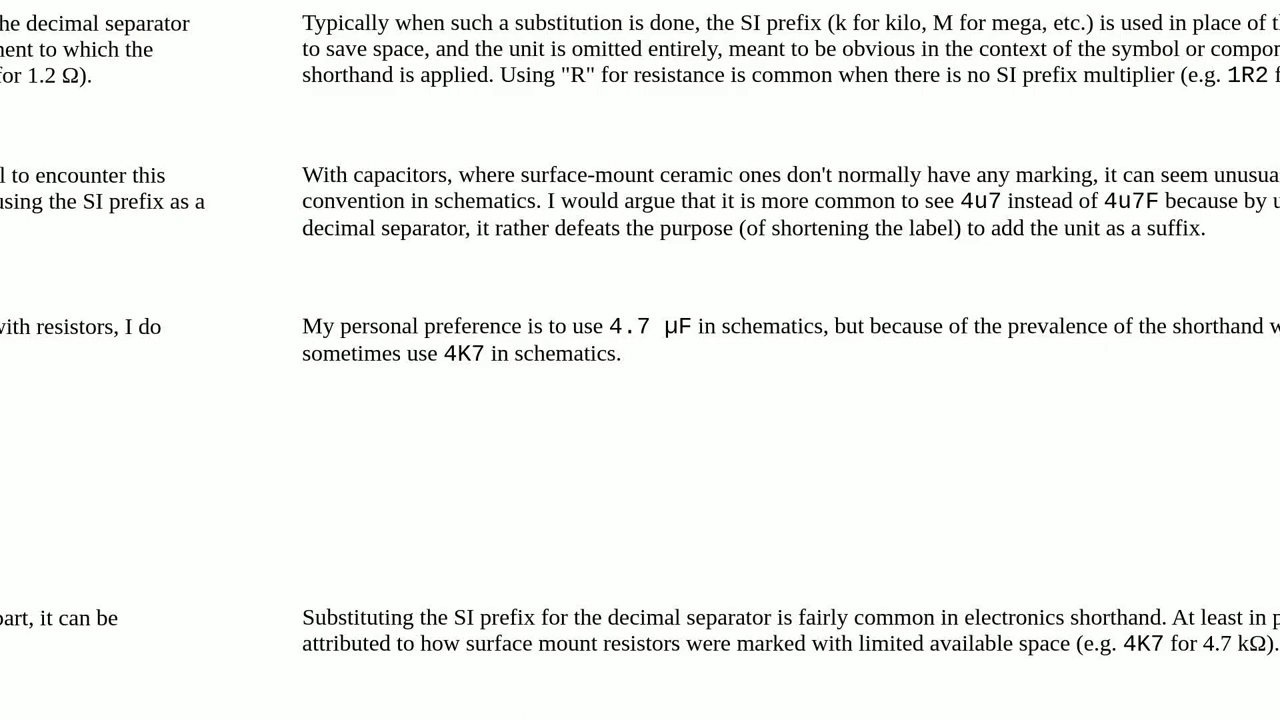 he decimal separator
nent to which the
for 1.2 Ω).
l to encounter this
using the SI prefix as a
with resistors, I do
part, it can be
Typically when such a substitution is done, the SI prefix (k for kilo, M for mega, etc.) is used in place of t
to save space, and the unit is omitted entirely, meant to be obvious in the context of the symbol or compor
shorthand is applied. Using "R" for resistance is common when there is no SI prefix multiplier (e.g. 1R2 f
With capacitors, where surface-mount ceramic ones don't normally have any marking, it can seem unusua
convention in schematics. I would argue that it is more common to see 4u7 instead of 4u7F because by u
decimal separator, it rather defeats the purpose (of shortening the label) to add the unit as a suffix.
My personal preference is to use 4.7 µF in schematics, but because of the prevalence of the shorthand w
sometimes use 4K7 in schematics.
Substituting the SI prefix for the decimal separator is fairly common in electronics shorthand. At least in p
attributed to how surface mount resistors were marked with limited available space (e.g. 4K7 for 4.7 kΩ).